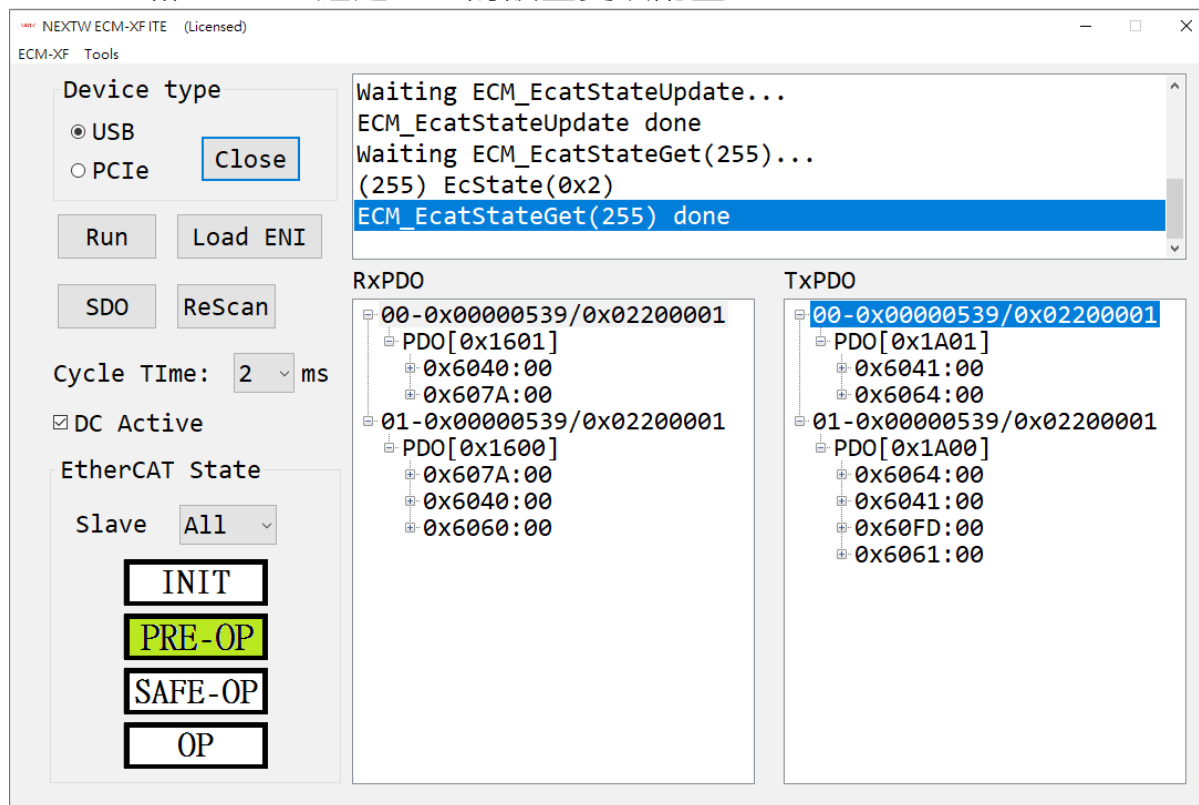 NEXTW ECM-XF ITE (Licensed)
ECM-XF Tools
Device type
USB
PCIe
Close
Run
Load ENI
SDO
ReScan
Cycle TIme: 2 ms
DC Active
EtherCAT State
Slave All
INIT
PRE-OP
SAFE-OP
OP
Waiting ECM_EcatStateUpdate...
ECM_EcatStateUpdate done
Waiting ECM_EcatStateGet(255)...
(255) EcState(0x2)
ECM_EcatStateGet(255) done
RxPDO
00-0x00000539/0x02200001
PDO[0x1601]
0x6040:00
0x607A:00
01-0x00000539/0x02200001
PDO[0x1600]
0x607A:00
0x6040:00
0x6060:00
TxPDO
00-0x00000539/0x02200001
PDO[0x1A01]
0x6041:00
0x6064:00
01-0x00000539/0x02200001
PDO[0x1A00]
0x6064:00
0x6041:00
0x60FD:00
0x6061:00